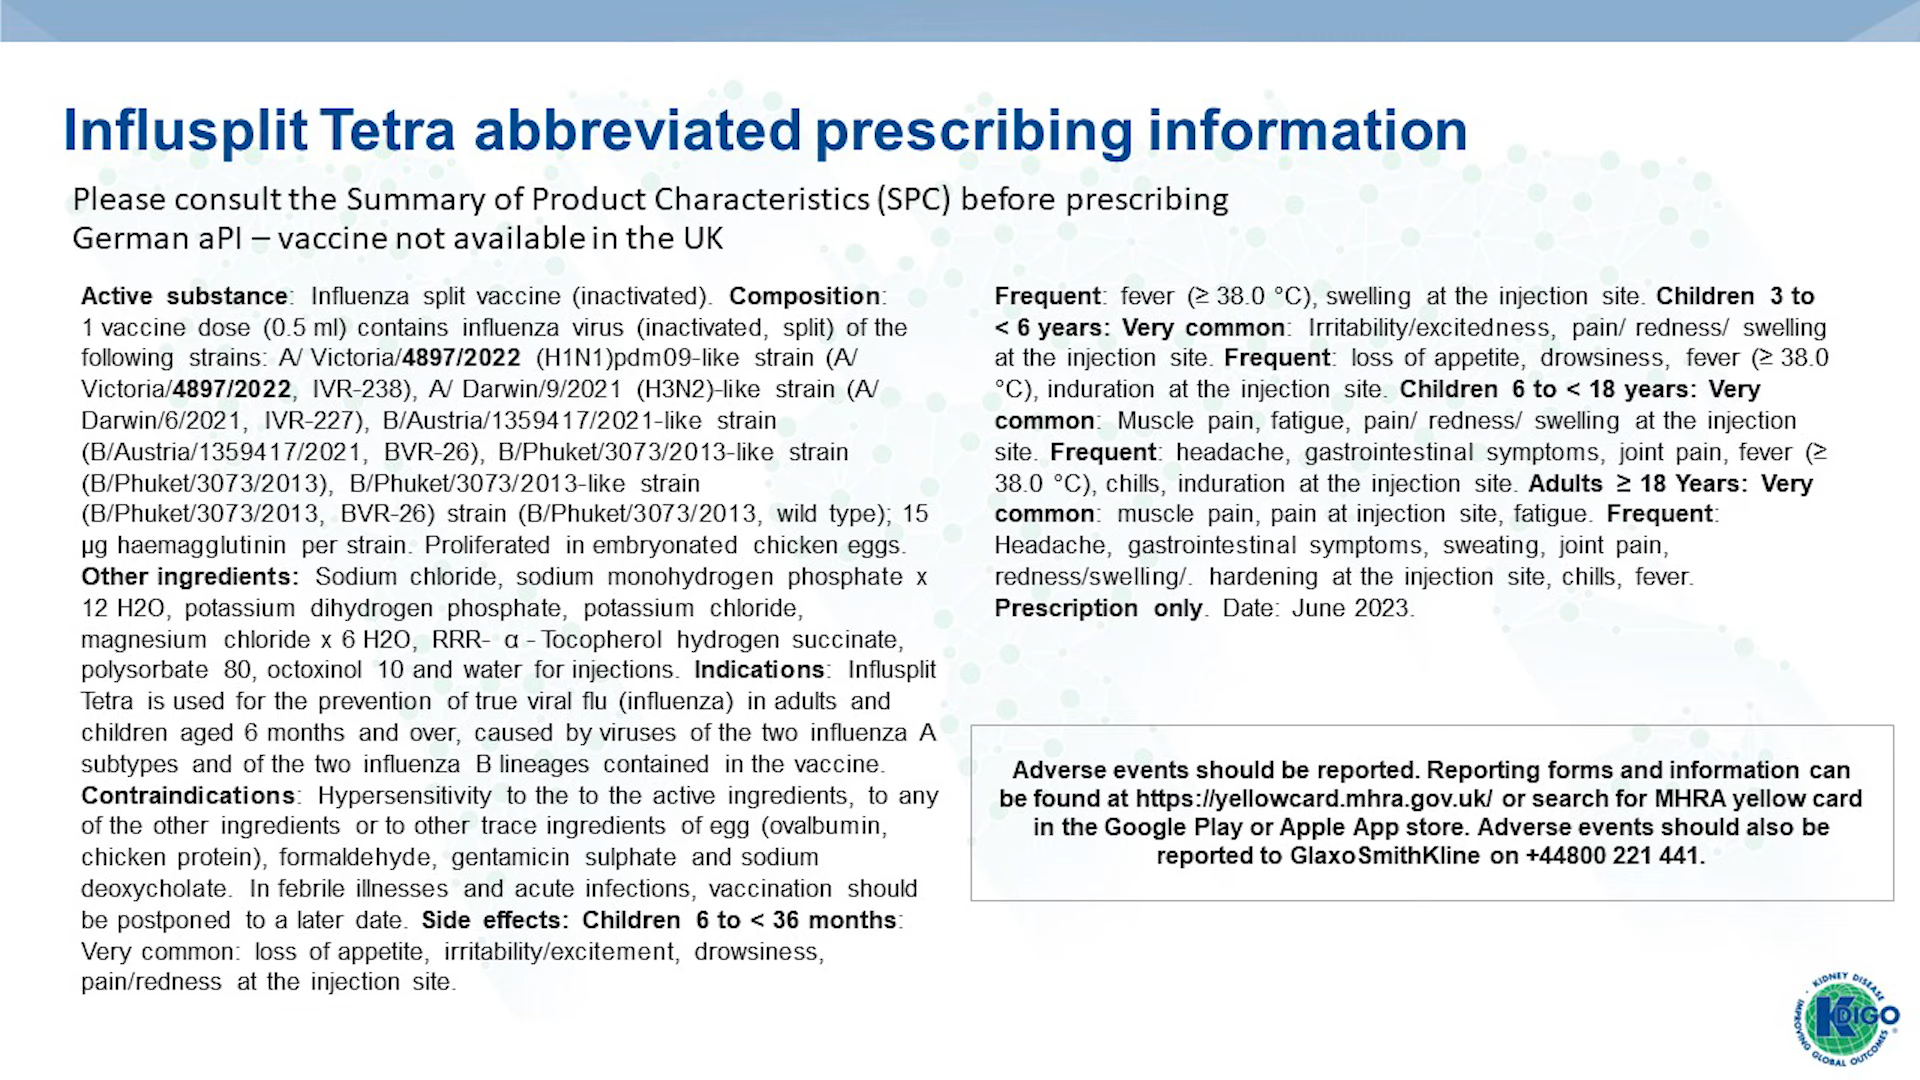 Influsplit Tetra abbreviated prescribing information
Please consult the Summary of Product Characteristics (SPC) before prescribing
German aPI – vaccine not available in the UK
Active substance: Influenza split vaccine (inactivated). Composition:
1 vaccine dose (0.5 ml) contains influenza virus (inactivated, split) of the
following strains: A/ Victoria/4897/2022 (H1N1)pdm09-like strain (A/
Victoria/4897/2022, IVR-238), A/ Darwin/9/2021 (H3N2)-like strain (A/
Darwin/6/2021, IVR-227), B/Austria/1359417/2021-like strain
(B/Austria/1359417/2021, BVR-26), B/Phuket/3073/2013-like strain
(B/Phuket/3073/2013), B/Phuket/3073/2013-like strain
(B/Phuket/3073/2013, BVR-26) strain (B/Phuket/3073/2013, wild type); 15
µg haemagglutinin per strain. Proliferated in embryonated chicken eggs.
Other ingredients: Sodium chloride, sodium monohydrogen phosphate x
12 H2O, potassium dihydrogen phosphate, potassium chloride,
magnesium chloride x 6 H2O, RRR- α - Tocopherol hydrogen succinate,
polysorbate 80, octoxinol 10 and water for injections. Indications: Influsplit
Tetra is used for the prevention of true viral flu (influenza) in adults and
children aged 6 months and over, caused by viruses of the two influenza A
subtypes and of the two influenza B lineages contained in the vaccine.
Contraindications: Hypersensitivity to the to the active ingredients, to any
of the other ingredients or to other trace ingredients of egg (ovalbumin,
chicken protein), formaldehyde, gentamicin sulphate and sodium
deoxycholate. In febrile illnesses and acute infections, vaccination should
be postponed to a later date. Side effects: Children 6 to < 36 months:
Very common: loss of appetite, irritability/excitement, drowsiness,
pain/redness at the injection site.
Frequent: fever (≥ 38.0 °C), swelling at the injection site. Children 3 to
< 6 years: Very common: Irritability/excitedness, pain/ redness/ swelling
at the injection site. Frequent: loss of appetite, drowsiness, fever (≥ 38.0
°C), induration at the injection site. Children 6 to < 18 years: Very
common: Muscle pain, fatigue, pain/ redness/ swelling at the injection
site. Frequent: headache, gastrointestinal symptoms, joint pain, fever (≥
38.0 °C), chills, induration at the injection site. Adults ≥ 18 Years: Very
common: muscle pain, pain at injection site, fatigue. Frequent:
Headache, gastrointestinal symptoms, sweating, joint pain,
redness/swelling/. hardening at the injection site, chills, fever.
Prescription only. Date: June 2023.
Adverse events should be reported. Reporting forms and information can
be found at https://yellowcard.mhra.gov.uk/ or search for MHRA yellow card
in the Google Play or Apple App store. Adverse events should also be
reported to GlaxoSmithKline on +44800 221 441.
KIDNEY DISEASE
KDIGO
IMPROVING GLOBAL OUTCOMES